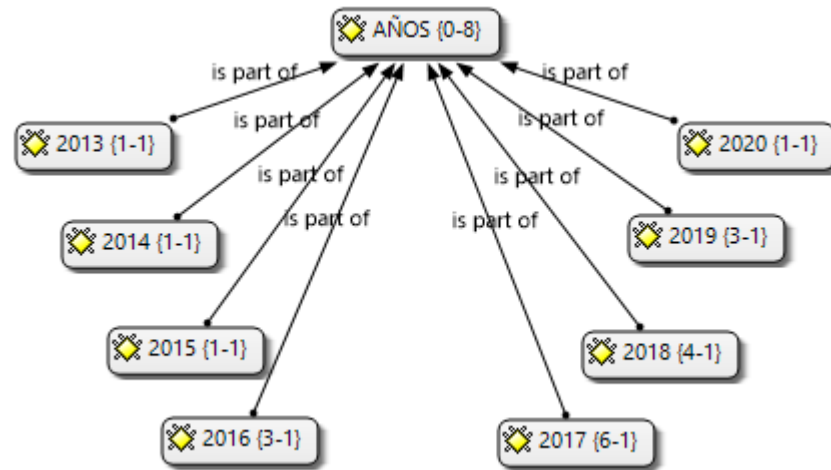 AÑOS {0-8}
is part of
is part of
is part of
is part of
is part of
is part of
is part of
is part of
2013 {1-1}
2020 {1-1}
2014 {1-1}
2019 {3-1}
2015 {1-1}
2018 {4-1}
2016 {3-1}
2017 {6-1}